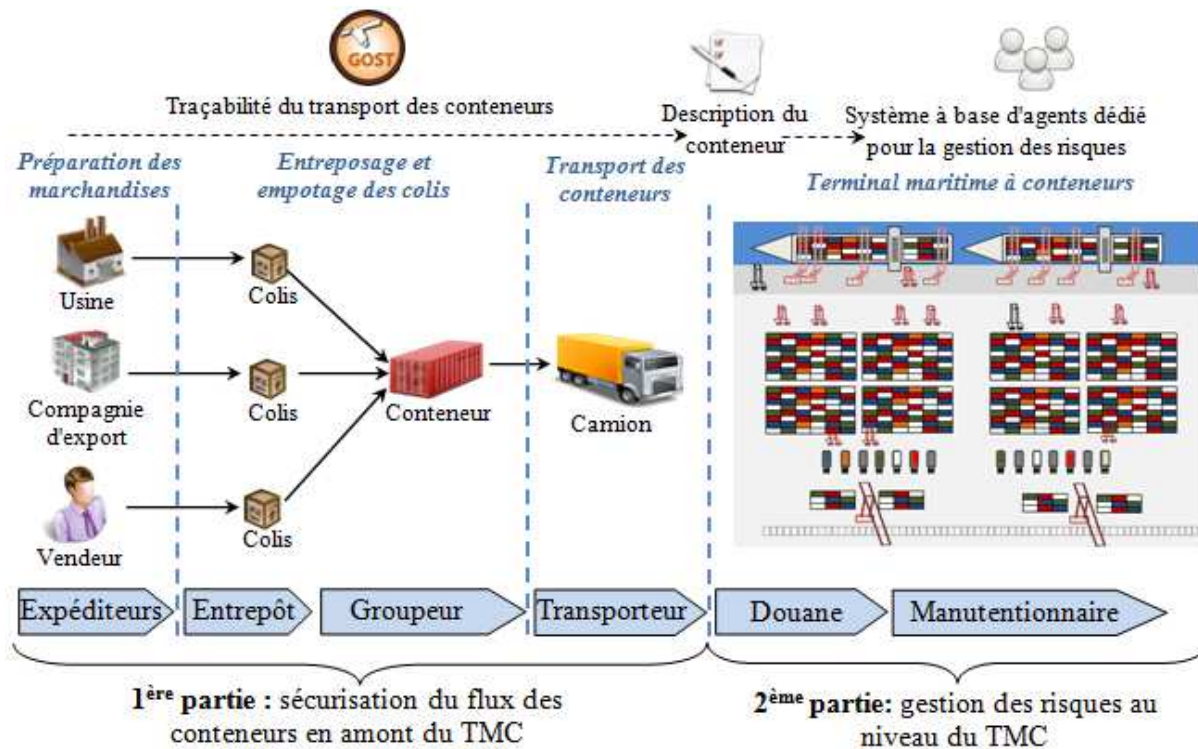 GOST
Traçabilité du transport des conteneurs
Description du
conteneur
Système à base d'agents dédié
pour la gestion des risques
Préparation des
marchandises
Entreposage et
empotage des colis
Transport des
conteneurs
Terminal maritime à conteneurs
Usine
Colis
Compagnie
d'export
Colis
Conteneur
Camion
Vendeur
Colis
Expéditeurs
Entrepôt
Groupeur
Transporteur
Douane
Manutentionnaire
1ère partie : sécurisation du flux des
conteneurs en amont du TMC
2ème partie: gestion des risques au
niveau du TMC